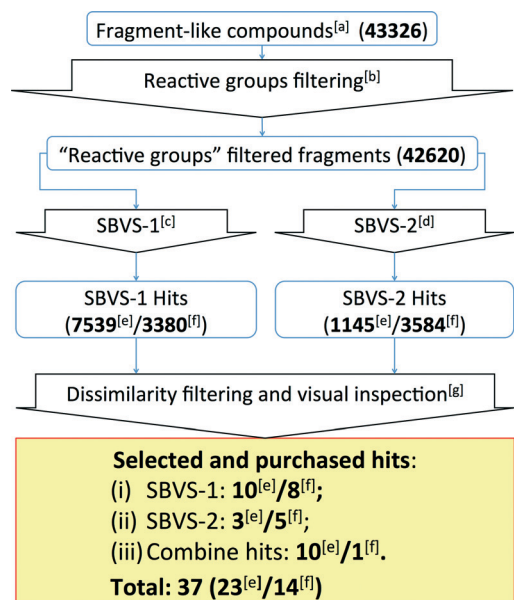 Fragment-like compounds[a] (43326)
Reactive groups filtering[b]
“Reactive groups” filtered fragments (42620)
SBVS-1[c]
SBVS-2[d]
SBVS-1 Hits
(7539[e]/3380[f])
SBVS-2 Hits
(1145[e]/3584[f])
Dissimilarity filtering and visual inspection[g]
Selected and purchased hits:
(i) SBVS-1: 10[e]/8[f];
(ii) SBVS-2: 3[e]/5[f];
(iii) Combine hits: 10[e]/1[f].
Total: 37 (23[e]/14[f])